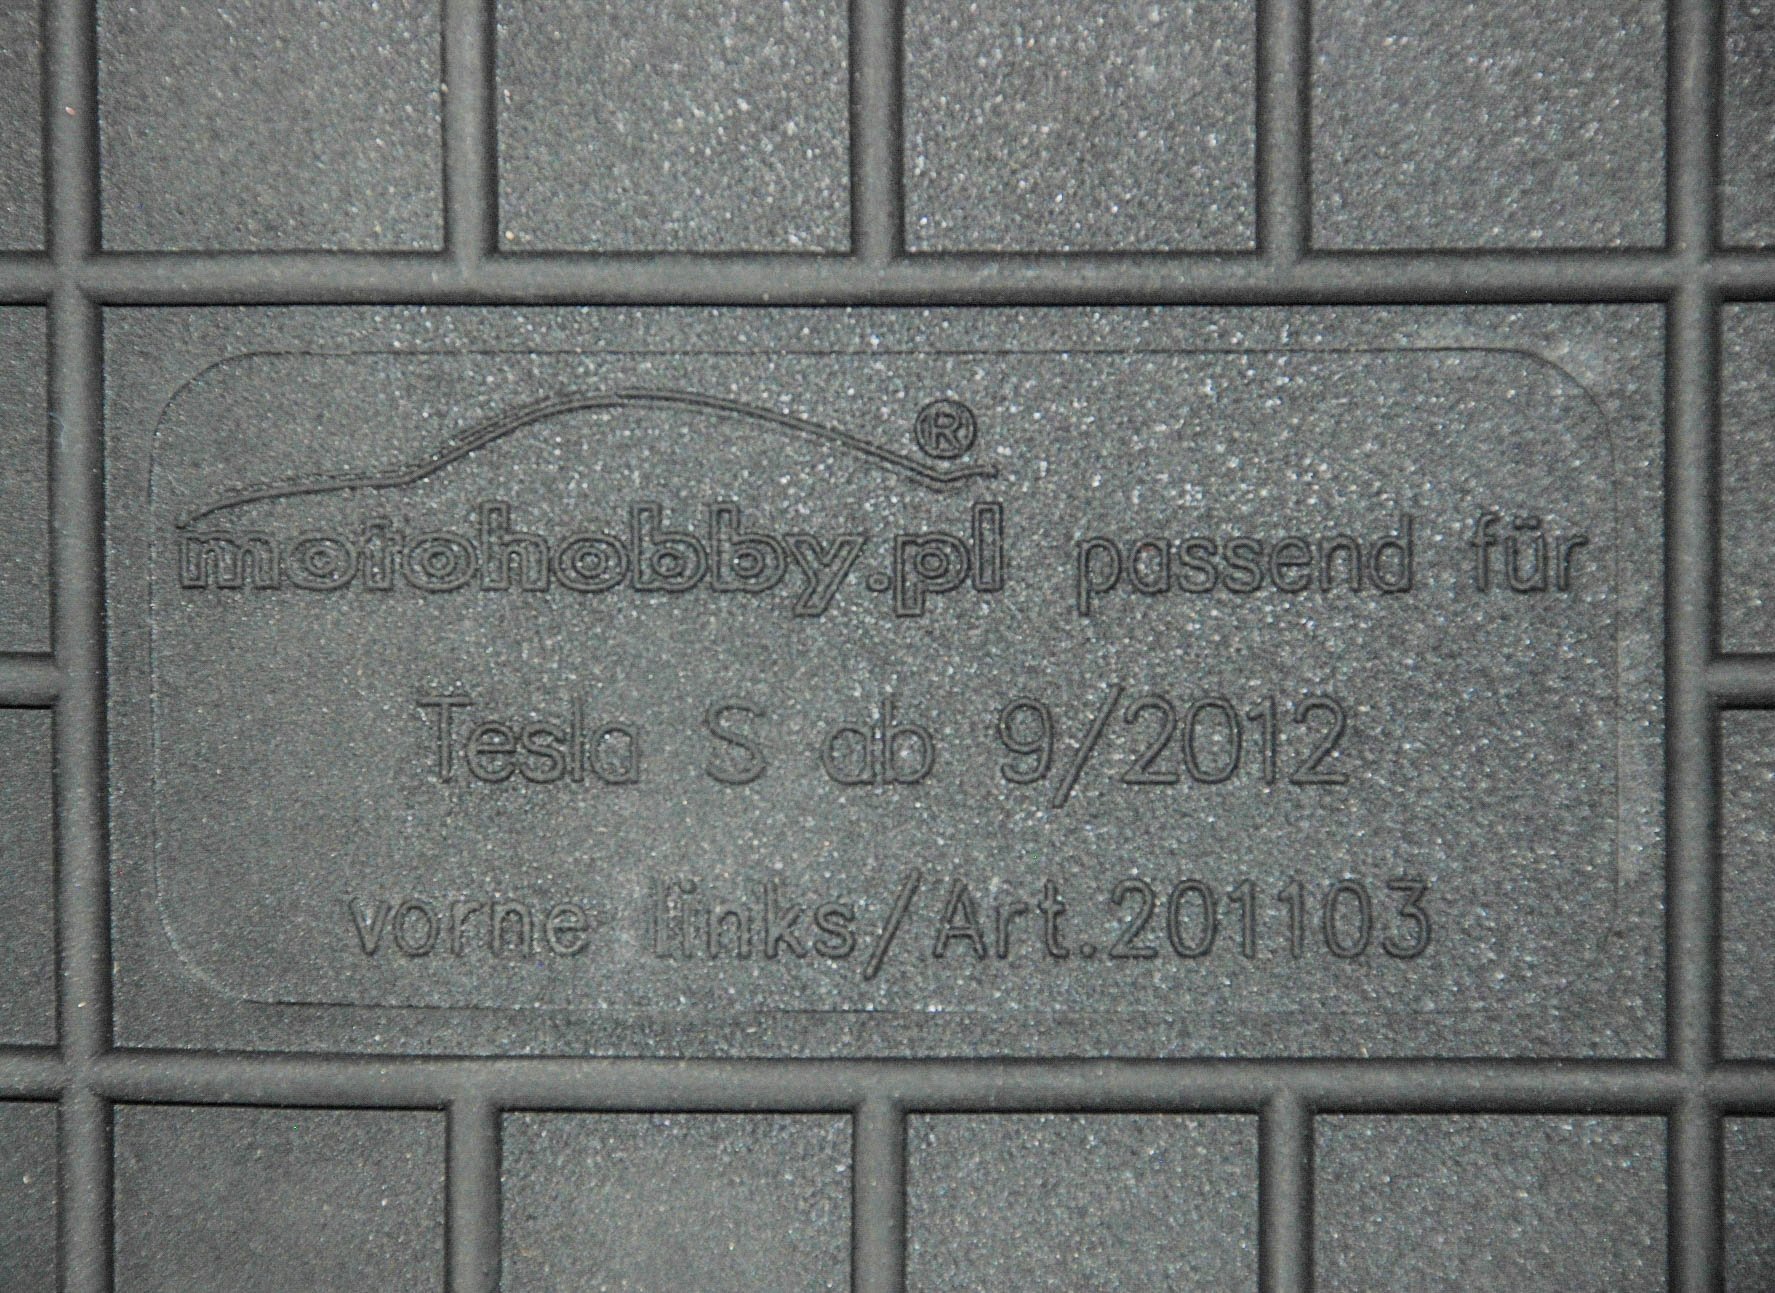 motohobby.pl® passend für
Tesla S ab 9/2012
vorne links/Art.201103